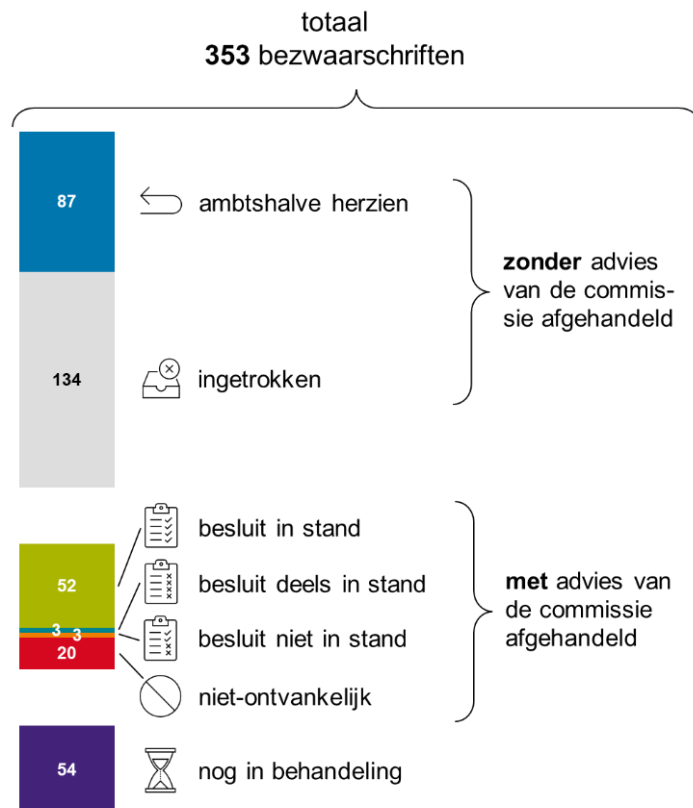 totaal
353 bezwaarschriften
87
ambtshalve herzien
zonder advies
van de commis-
sie afgehandeld
134
ingetrokken
besluit in stand
52
besluit deels in stand
met advies van
de commissie
afgehandeld
3
3
besluit niet in stand
20
niet-ontvankelijk
54
nog in behandeling